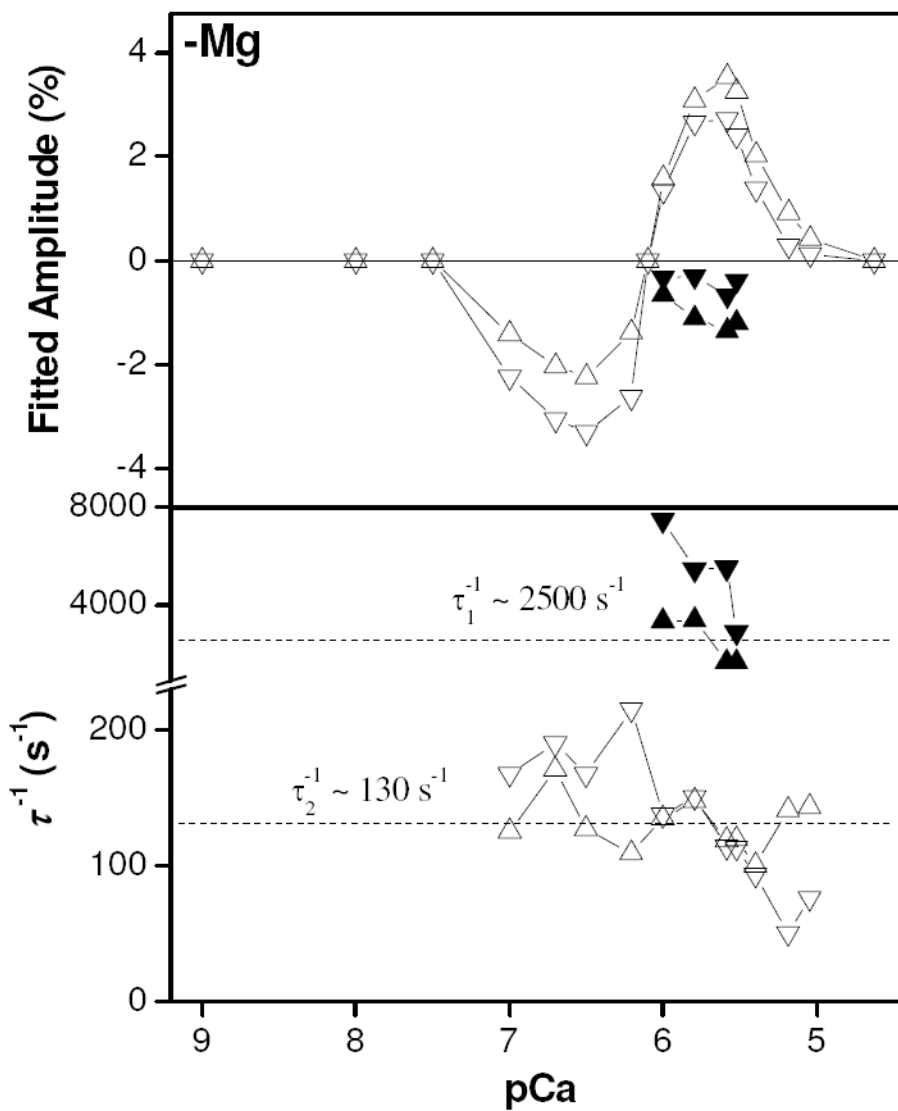 -Mg
Fitted Amplitude (%)
4
2
0
-2
-4
8000
4000
τ₁⁻¹ ~ 2500 s⁻¹
τ⁻¹ (s⁻¹)
200
τ₂⁻¹ ~ 130 s⁻¹
100
0
9 8 7 6 5
pCa